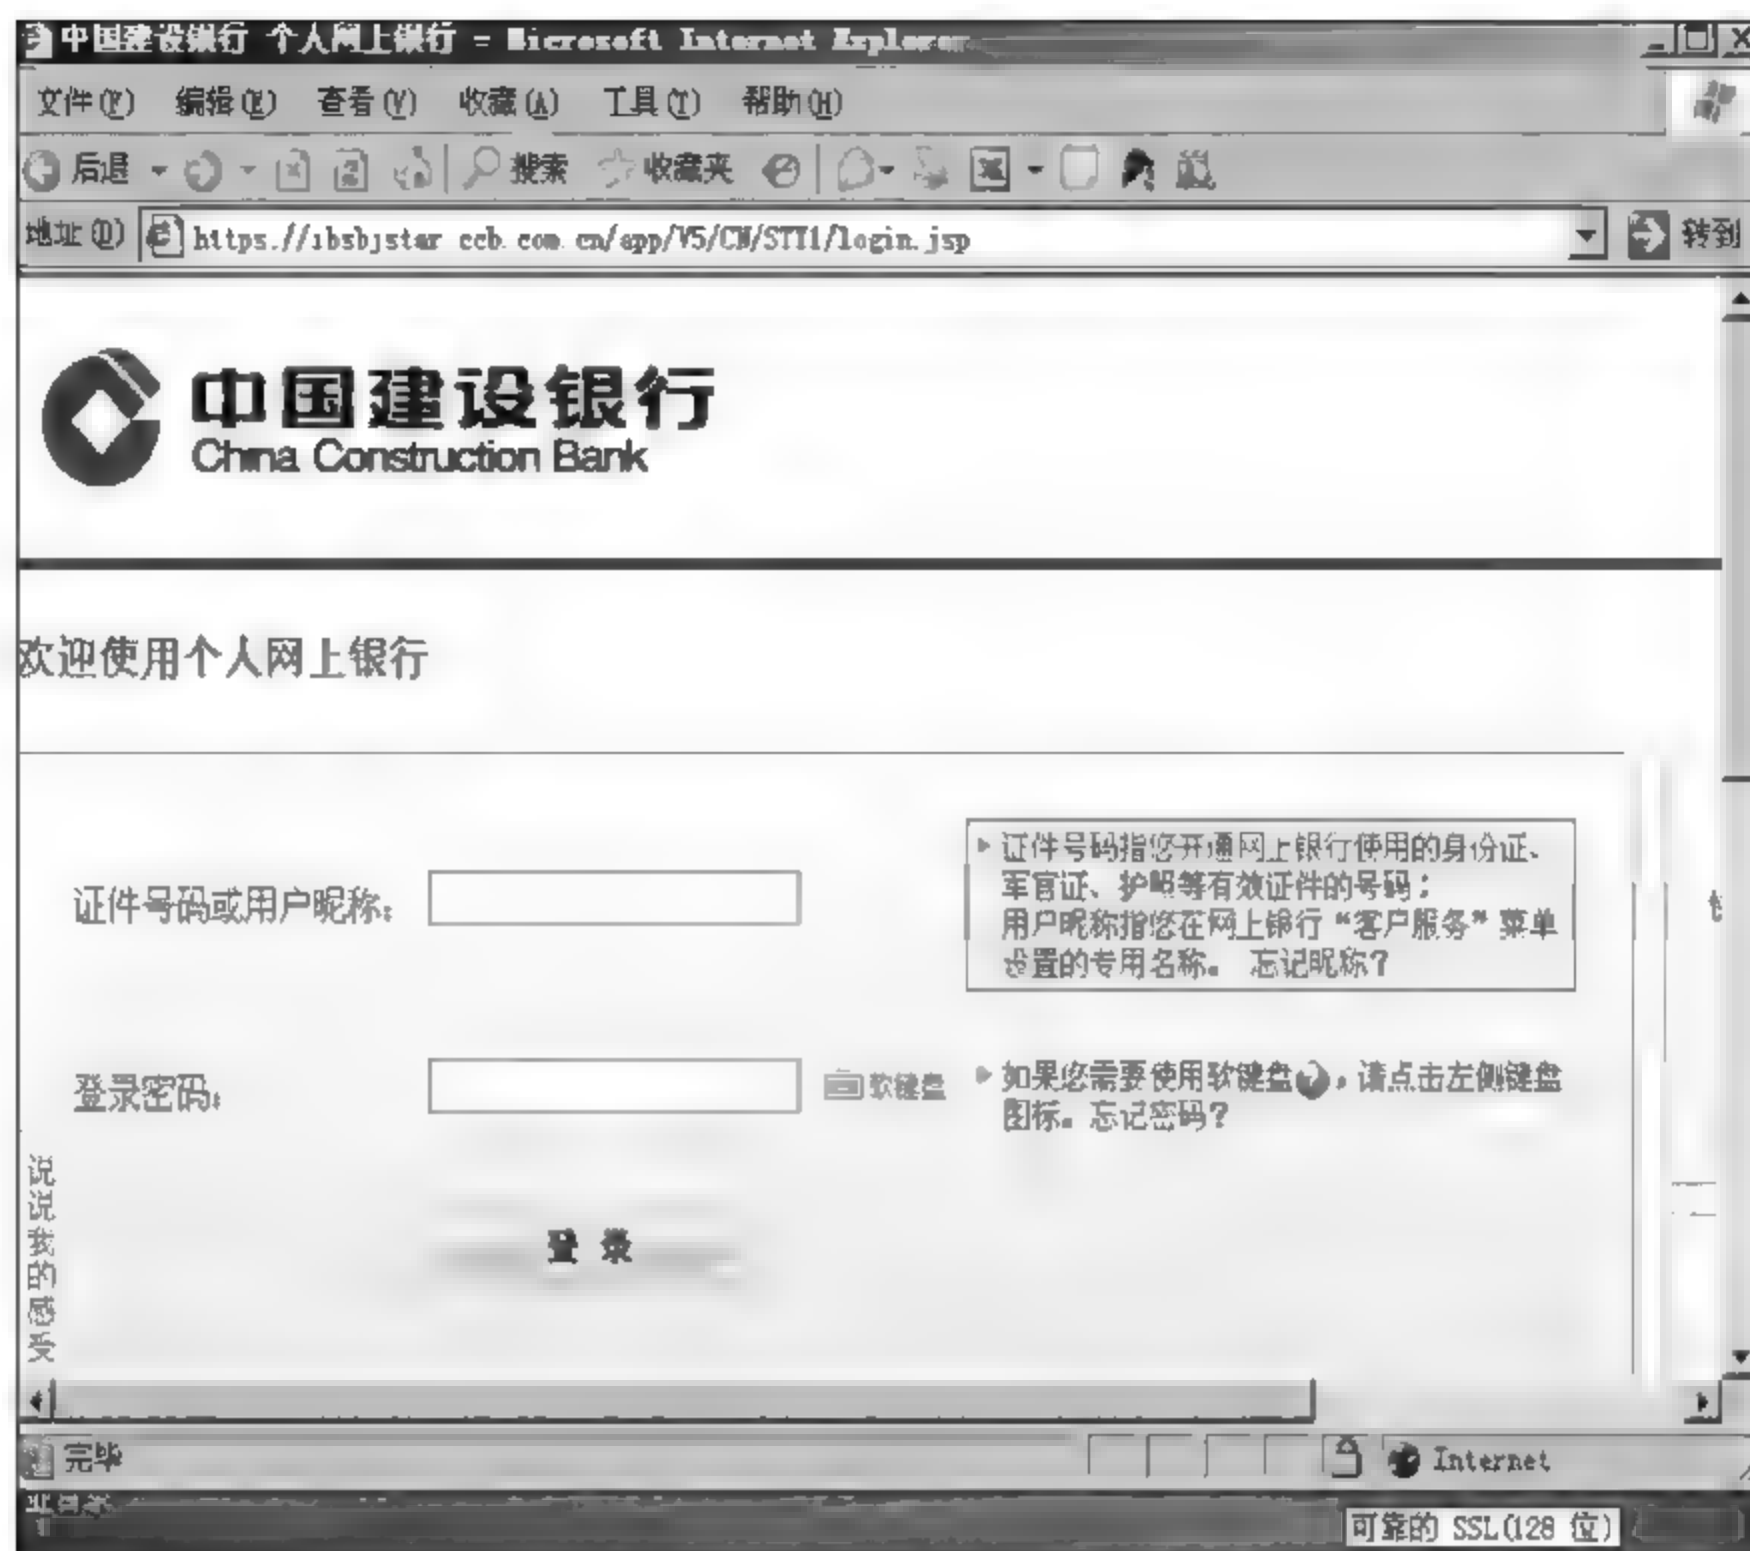 中国建设银行 个人网上银行 - Microsoft Internet Explorer
文件(F) 编辑(E) 查看(V) 收藏(A) 工具(T) 帮助(H)
后退 搜索 收藏夹
地址(D) https://ibsbjstar.ccb.com.cn/app/V5/CN/STY1/login.jsp 转到
中国建设银行
China Construction Bank
欢迎使用个人网上银行
证件号码或用户昵称:
证件号码指您开通网上银行使用的身份证、
军官证、护照等有效证件的号码;
用户昵称指您在网上银行“客户服务”菜单
设置的专用名称。 忘记昵称?
登录密码: 软键盘
如果您需要使用软键盘?,请点击左侧键盘
图标。忘记密码?
登 录
说说我的感受
完毕 Internet
可靠的 SSL(128 位)